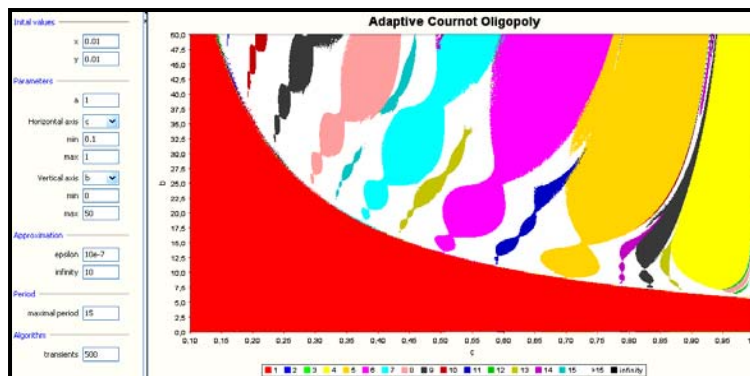 Initial values
x 0.01
y 0.01
Parameters
a 1
Horizontal axis c
min 0.1
max 1
Vertical axis b
min 0
max 50
Approximation
epsilon 10e-7
infinity 10
Period
maximal period 15
Algorithm
transients 500
Adaptive Cournot Oligopoly
50,0
47,5
45,0
42,5
40,0
37,5
35,0
32,5
30,0
27,5
25,0
22,5
20,0
17,5
15,0
12,5
10,0
7,5
5,0
2,5
0,0
b
0,10 0,15 0,20 0,25 0,30 0,35 0,40 0,45 0,50 0,55 0,60 0,65 0,70 0,75 0,80 0,85 0,90 0,95 1
c
1 2 3 4 5 6 7 8 9 10 11 12 13 14 15 >15 infinity